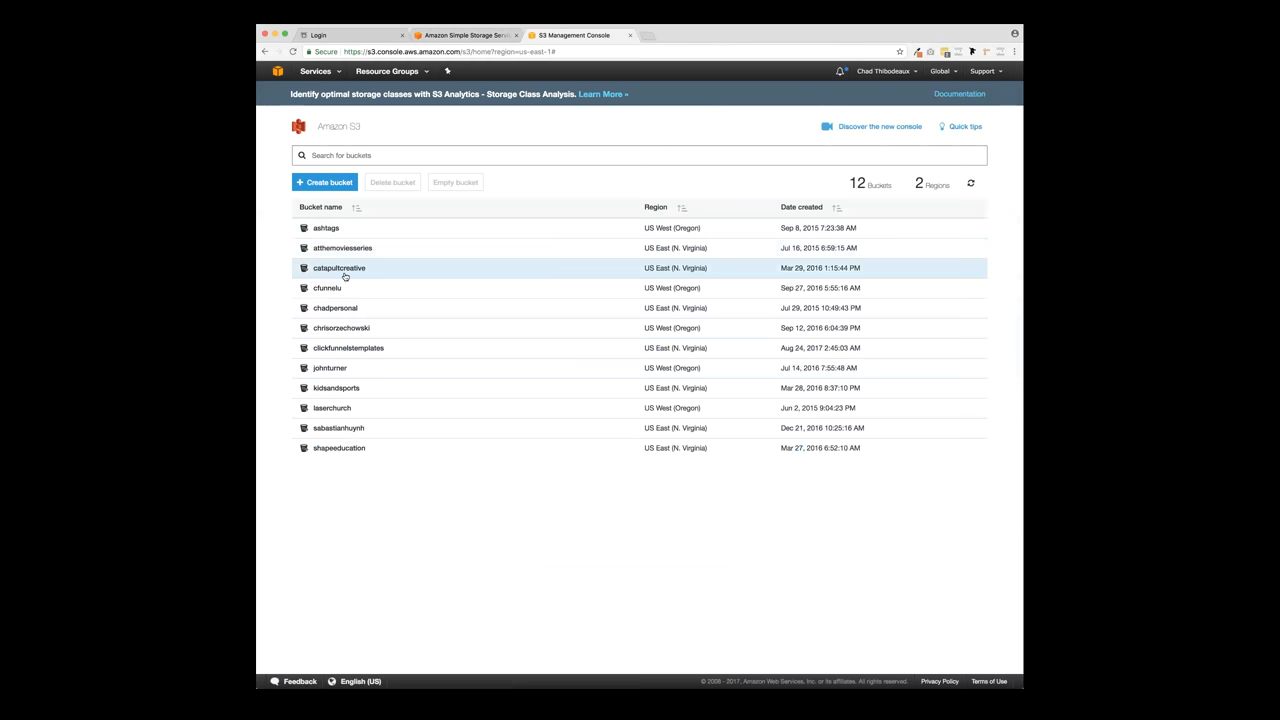 Login
Amazon Simple Storage Servi
S3 Management Console
Secure https://s3.console.aws.amazon.com/s3/home?region=us-east-1#
Services Resource Groups Chad Thibodeaux Global Support
Identify optimal storage classes with S3 Analytics - Storage Class Analysis. Learn More » Documentation
Amazon S3 Discover the new console Quick tips
Search for buckets
+ Create bucket Delete bucket Empty bucket 12 Buckets 2 Regions
Bucket name Region Date created
ashtags US West (Oregon) Sep 8, 2015 7:23:38 AM
atthemoviesseries US East (N. Virginia) Jul 16, 2015 6:59:15 AM
catapultcreative US East (N. Virginia) Mar 29, 2016 1:15:44 PM
cfunnelu US West (Oregon) Sep 27, 2016 5:55:16 AM
chadpersonal US East (N. Virginia) Jul 29, 2015 10:49:43 PM
chrisorzechowski US West (Oregon) Sep 12, 2016 6:04:39 PM
clickfunnelstemplates US East (N. Virginia) Aug 24, 2017 2:45:03 AM
johnturner US West (Oregon) Jul 14, 2016 7:55:48 AM
kidsandsports US East (N. Virginia) Mar 28, 2016 8:37:10 PM
laserchurch US West (Oregon) Jun 2, 2015 9:04:23 PM
sabastianhuynh US East (N. Virginia) Dec 21, 2016 10:25:16 AM
shapeeducation US East (N. Virginia) Mar 27, 2016 6:52:10 AM
Feedback English (US) © 2008 - 2017, Amazon Web Services, Inc. or its affiliates. All rights reserved. Privacy Policy Terms of Use